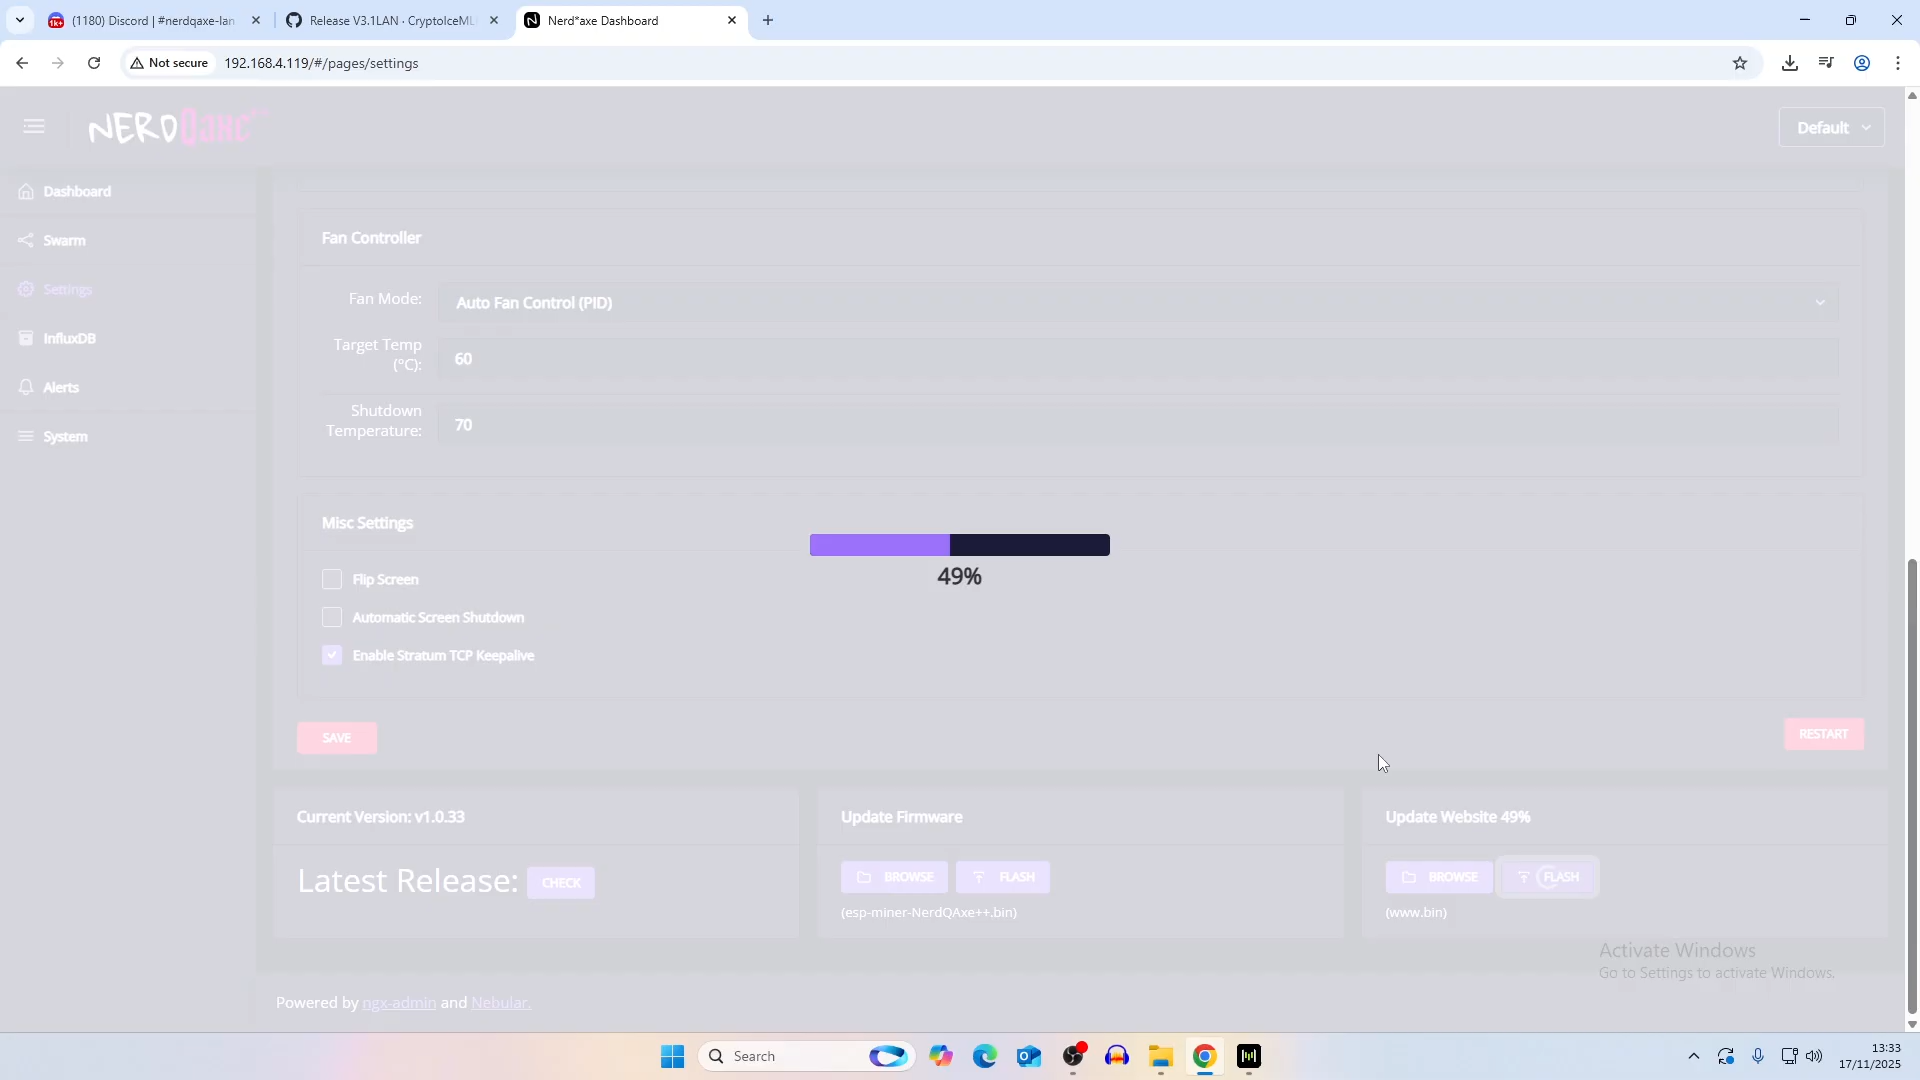 (1180) Discord | #nerdqaxe-lan
Release V3.1LAN · CryptoIceML
Nerd*axe Dashboard
Not secure
192.168.4.119/#/pages/settings
NERDQaxe++
Default
Dashboard
Swarm
Settings
InfluxDB
Alerts
System
Fan Controller
Fan Mode:
Auto Fan Control (PID)
Target Temp
(°C):
60
Shutdown
Temperature:
70
Misc Settings
49%
Flip Screen
Automatic Screen Shutdown
Enable Stratum TCP Keepalive
SAVE
RESTART
Current Version: v1.0.33
Latest Release:
CHECK
Update Firmware
BROWSE
FLASH
(esp-miner-NerdQAxe++.bin)
Update Website 49%
BROWSE
FLASH
(www.bin)
Activate Windows
Go to Settings to activate Windows.
Powered by ngx-admin and Nebular.
Search
13:33
17/11/2025